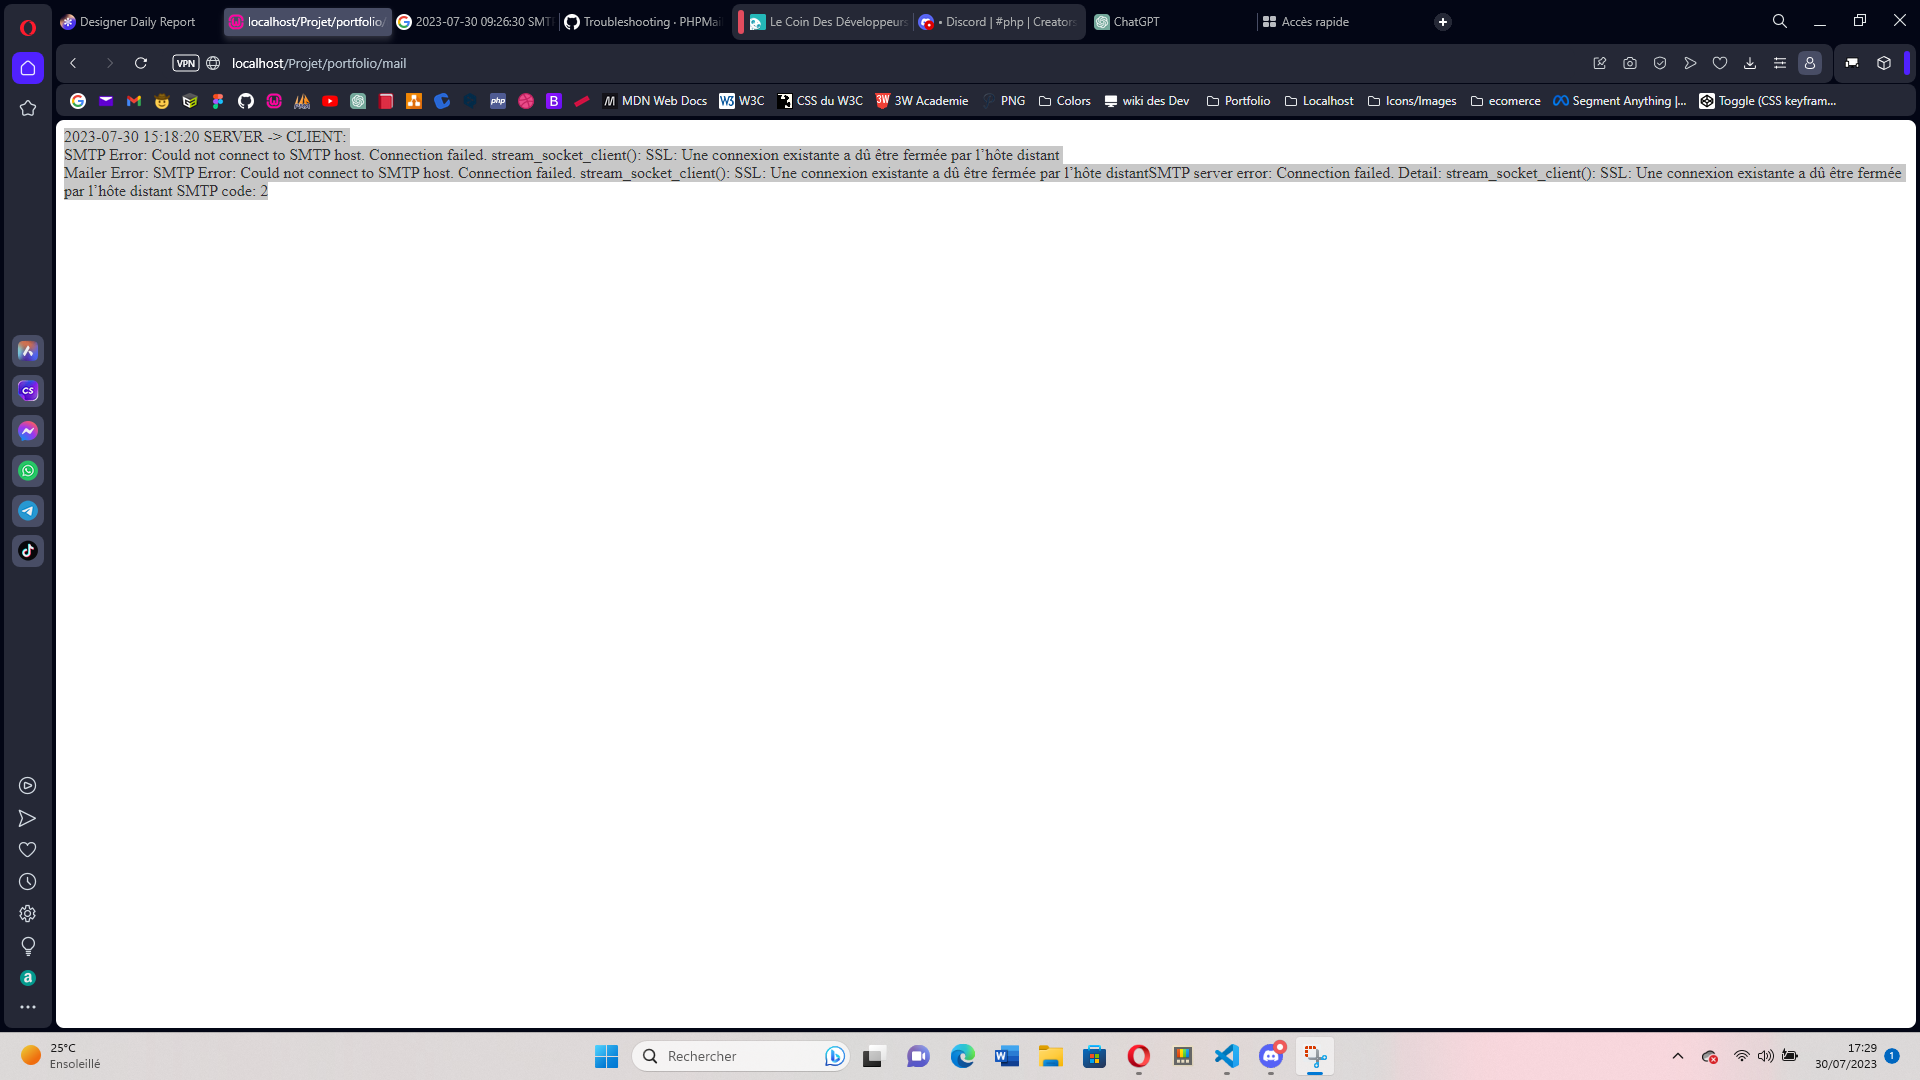 Designer Daily Report
localhost/Projet/portfolio/
2023-07-30 09:26:30 SMT
Troubleshooting · PHPMai
Le Coin Des Développeurs
• Discord | #php | Creators
ChatGPT
Accès rapide
VPN
localhost/Projet/portfolio/mail
MDN Web Docs
W3C
CSS du W3C
3W Academie
PNG
Colors
wiki des Dev
Portfolio
Localhost
Icons/Images
ecomerce
Segment Anything |...
Toggle (CSS keyfram...
2023-07-30 15:18:20 SERVER -> CLIENT:
SMTP Error: Could not connect to SMTP host. Connection failed. stream_socket_client(): SSL: Une connexion existante a dû être fermée par l’hôte distant
Mailer Error: SMTP Error: Could not connect to SMTP host. Connection failed. stream_socket_client(): SSL: Une connexion existante a dû être fermée par l’hôte distantSMTP server error: Connection failed. Detail: stream_socket_client(): SSL: Une connexion existante a dû être fermée
par l’hôte distant SMTP code: 2
25°C
Ensoleillé
Rechercher
17:29
30/07/2023
1